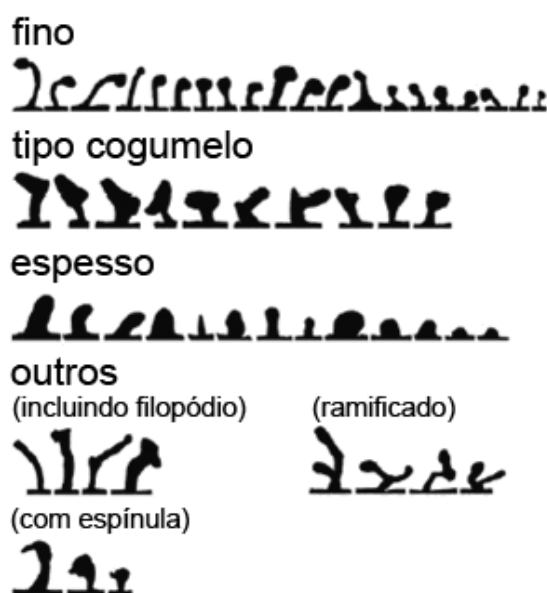 fino
tipo cogumelo
espesso
outros
(incluindo filopódio) (ramificado)
(com espínula)